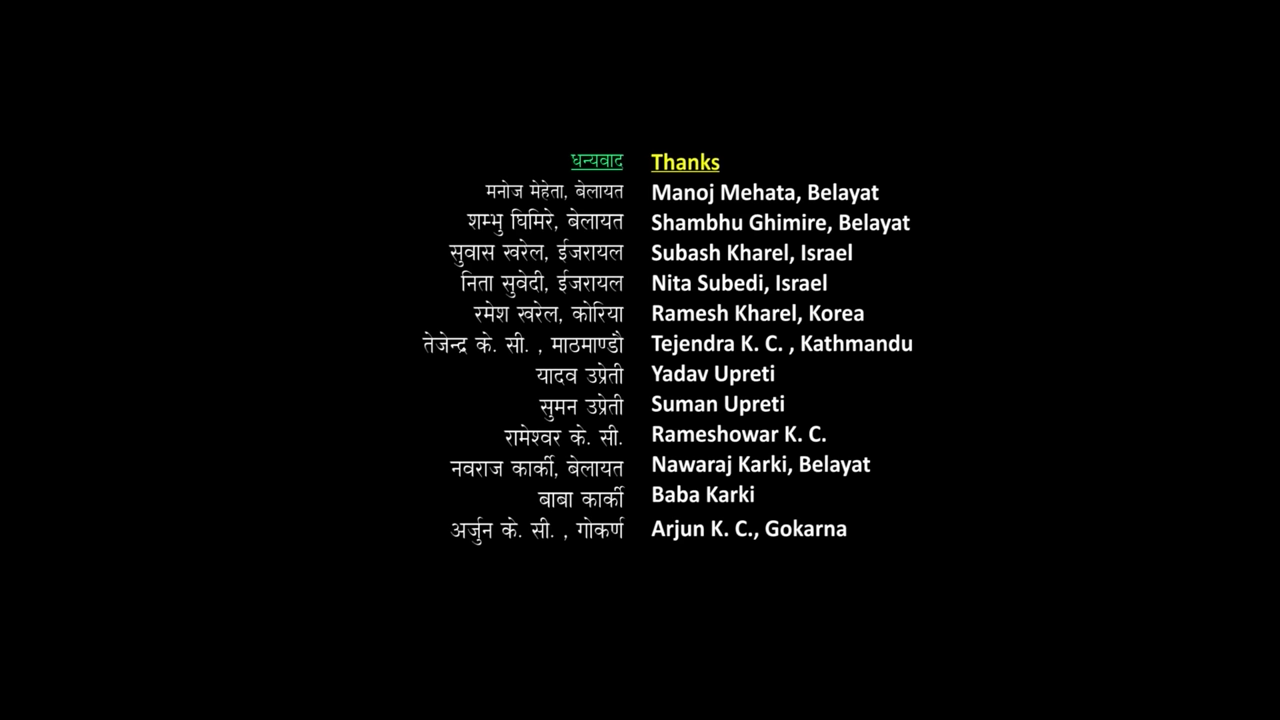 धन्यवाद Thanks
मनोज मेहेता, बेलायत Manoj Mehata, Belayat
शम्भु घिमिरे, बेलायत Shambhu Ghimire, Belayat
सुवास खरेल, ईजरायल Subash Kharel, Israel
निता सुवेदी, ईजरायल Nita Subedi, Israel
रमेश खरेल, कोरिया Ramesh Kharel, Korea
तेजेन्द्र के. सी. , माठमाण्डौ Tejendra K. C. , Kathmandu
यादव उप्रेती Yadav Upreti
सुमन उप्रेती Suman Upreti
रामेश्वर के. सी. Rameshowar K. C.
नवराज कार्की, बेलायत Nawaraj Karki, Belayat
बाबा कार्की Baba Karki
अर्जुन के. सी. , गोकर्ण Arjun K. C., Gokarna